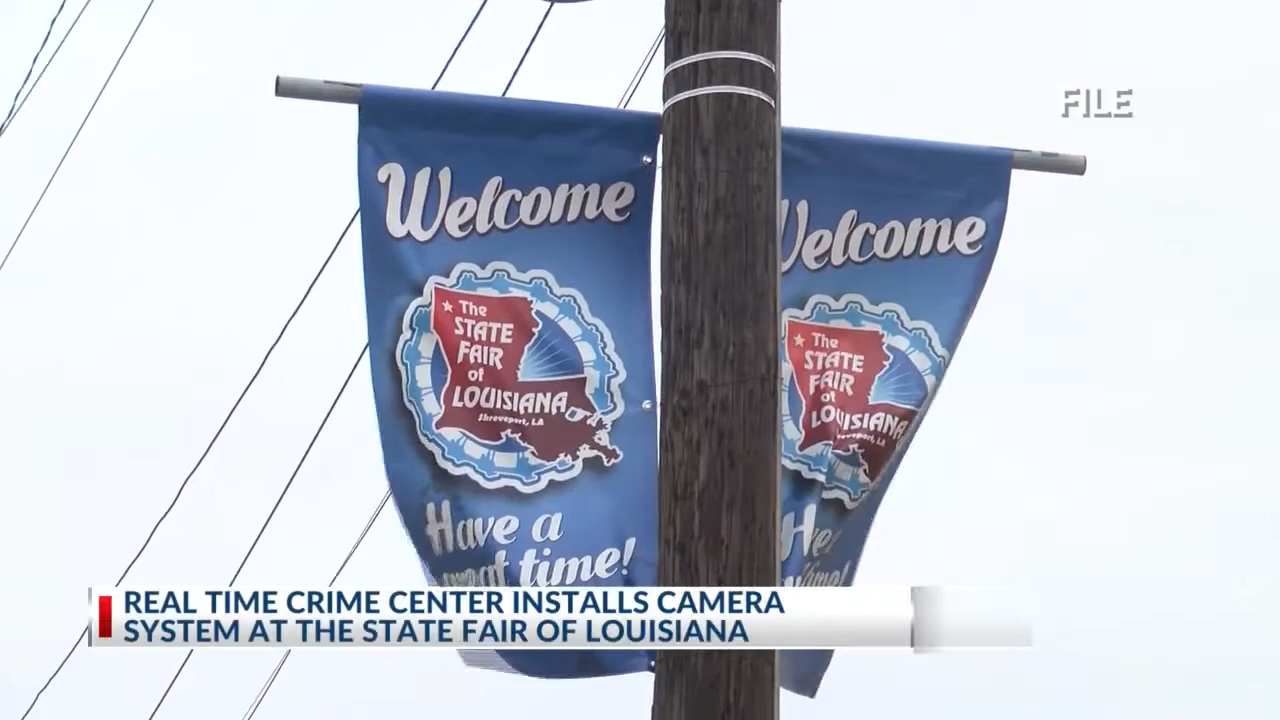 FILE
Welcome
The
STATE
FAIR
of
LOUISIANA
Shreveport, LA
Have a
time!
Welcome
The
STATE
FAIR
of
LOUISIANA
REAL TIME CRIME CENTER INSTALLS CAMERA
SYSTEM AT THE STATE FAIR OF LOUISIANA